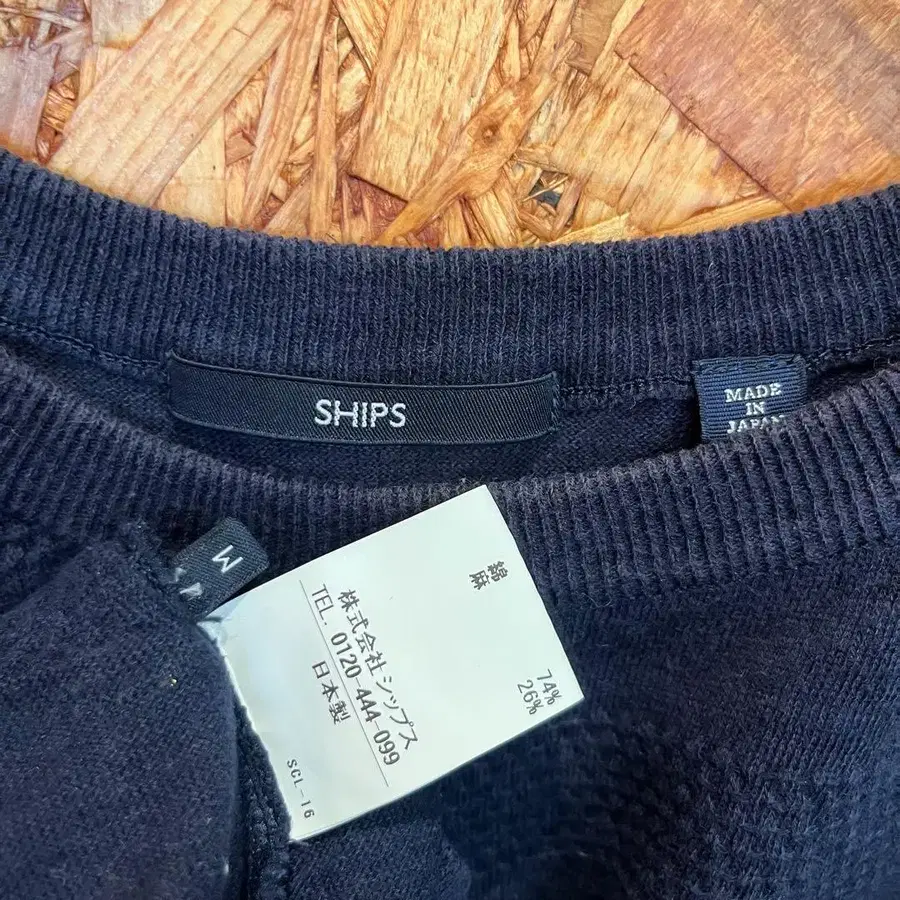 SHIPS
MADE
IN
JAPAN
M
綿 74%
麻 26%
株式会社シップス
TEL. 0120-444-099
日本製
SCL-16